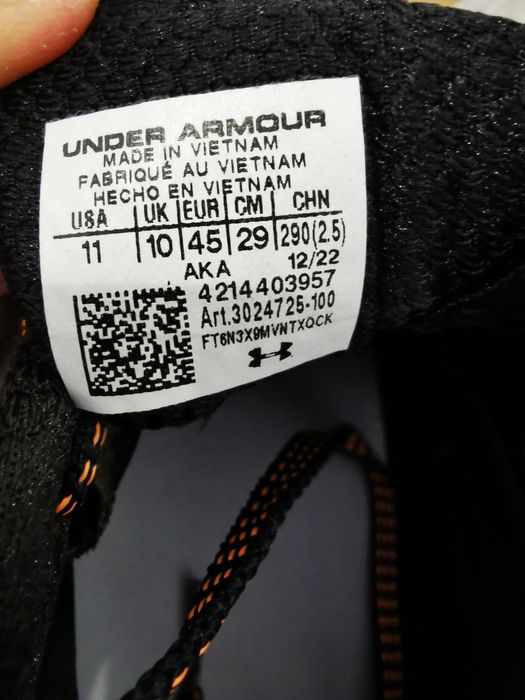 UNDER ARMOUR
MADE IN VIETNAM
FABRIQUÉ AU VIETNAM
HECHO EN VIETNAM
USA UK EUR CM CHN
11 10 45 29 290(2.5)
AKA 12/22
4214403957
Art.3024725-100
FT6N3X9MVNTXQCK